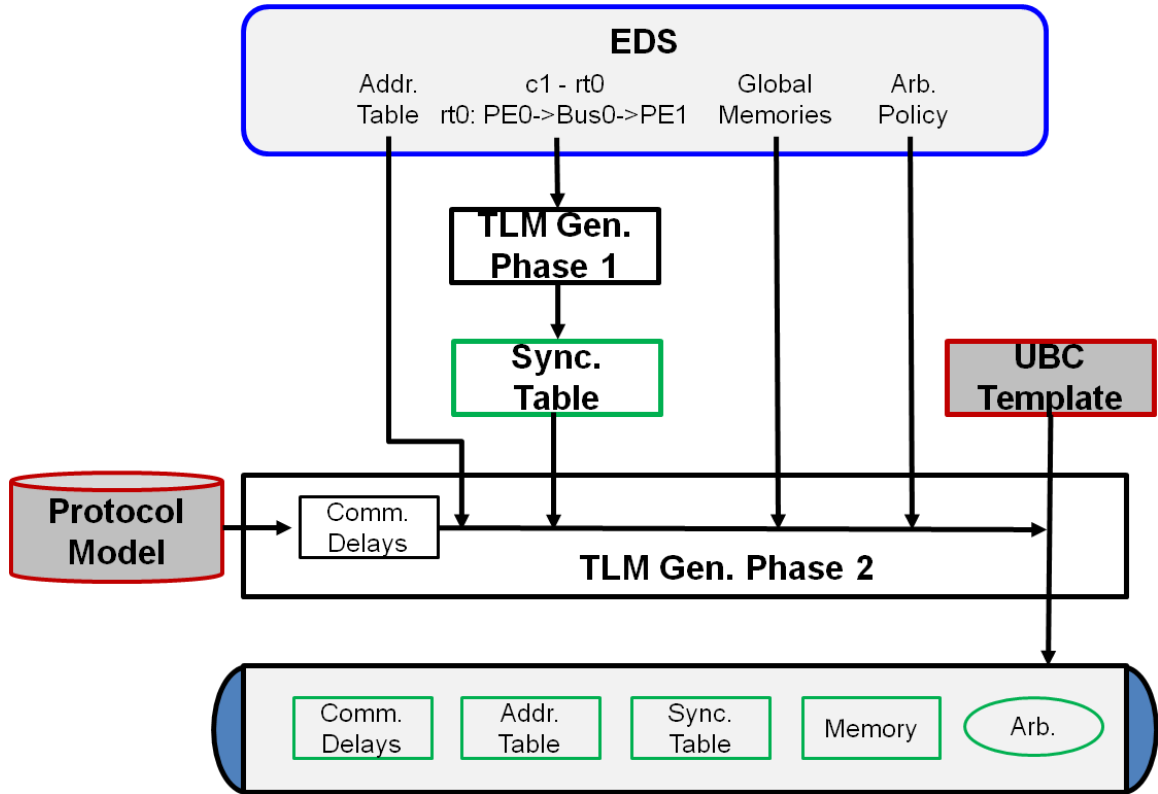 EDS
Addr.
Table
c1 - rt0
rt0: PE0->Bus0->PE1
Global
Memories
Arb.
Policy
TLM Gen.
Phase 1
Sync.
Table
UBC
Template
Protocol
Model
Comm.
Delays
TLM Gen. Phase 2
Comm.
Delays
Addr.
Table
Sync.
Table
Memory
Arb.